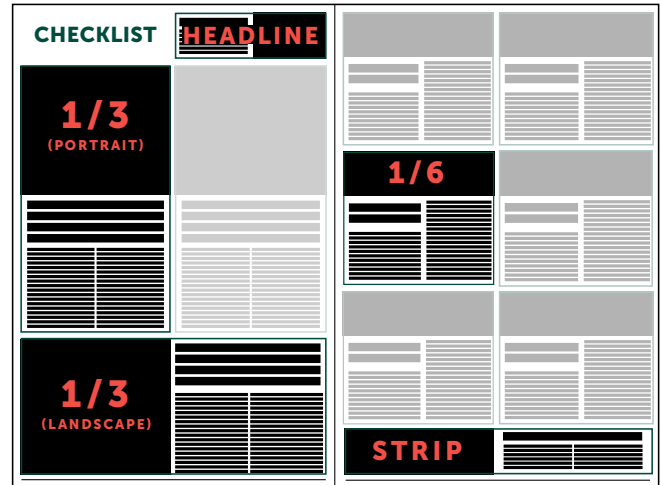 CHECKLIST
HEADLINE
1/3
(PORTRAIT)
1/6
1/3
(LANDSCAPE)
STRIP